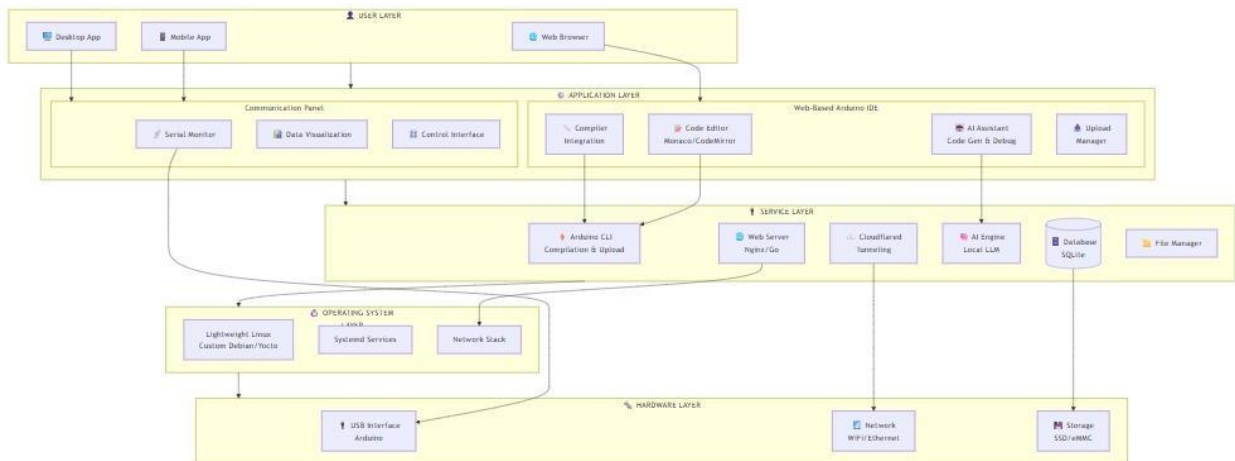 USER LAYER
Desktop App
Mobile App
Web Browser
APPLICATION LAYER
Communication Panel
Serial Monitor
Data Visualization
Control Interface
Web-Based Arduino IDE
Compiler
Integration
Code Editor
Monaco/CodeMirror
AI Assistant
Code Gen & Debug
Upload
Manager
SERVICE LAYER
Arduino CLI
Compilation & Upload
Web Server
Nginx/Go
Cloudflared
Tunneling
AI Engine
Local LLM
Database
SQLite
File Manager
OPERATING SYSTEM
LAYER
Lightweight Linux
Custom Debian/Yocto
Systemd Services
Network Stack
HARDWARE LAYER
USB Interface
Arduino
Network
WiFi/Ethernet
Storage
SSD/eMMC